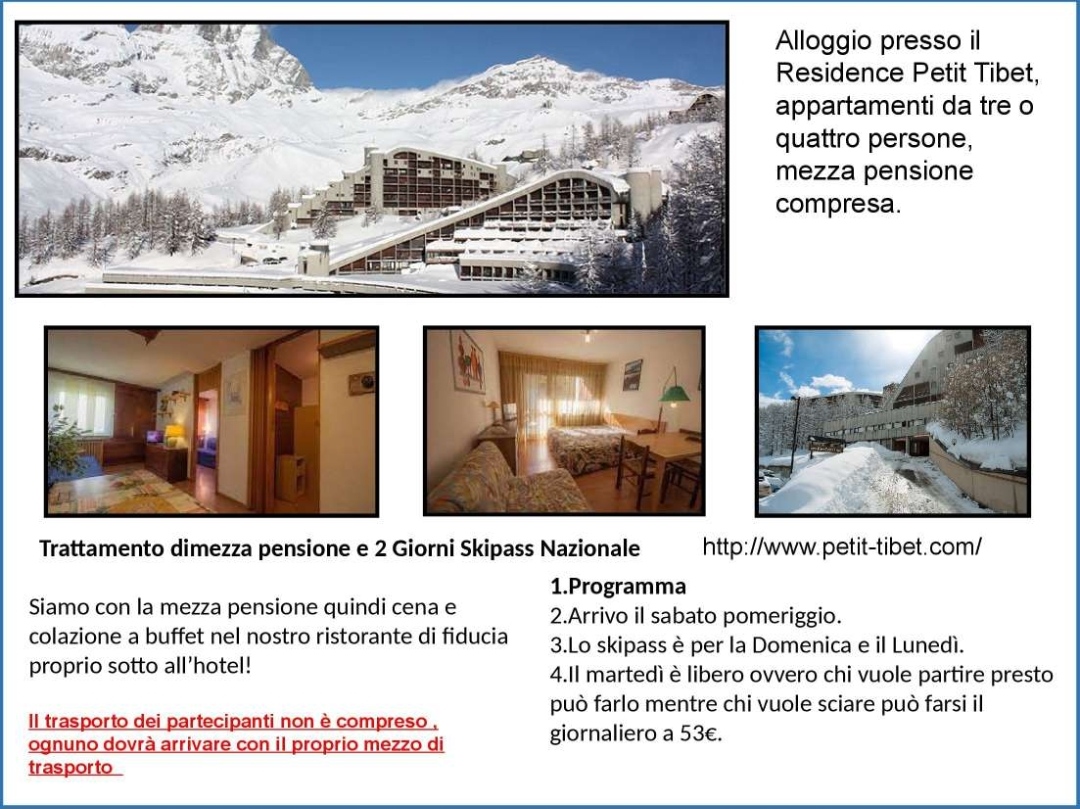 Alloggio presso il
Residence Petit Tibet,
appartamenti da tre o
quattro persone,
mezza pensione
compresa.
Trattamento dimezza pensione e 2 Giorni Skipass Nazionale
http://www.petit-tibet.com/
Siamo con la mezza pensione quindi cena e
colazione a buffet nel nostro ristorante di fiducia
proprio sotto all’hotel!
Il trasporto dei partecipanti non è compreso ,
ognuno dovrà arrivare con il proprio mezzo di
trasporto
1.Programma
2.Arrivo il sabato pomeriggio.
3.Lo skipass è per la Domenica e il Lunedì.
4.Il martedì è libero ovvero chi vuole partire presto
può farlo mentre chi vuole sciare può farsi il
giornaliero a 53€.